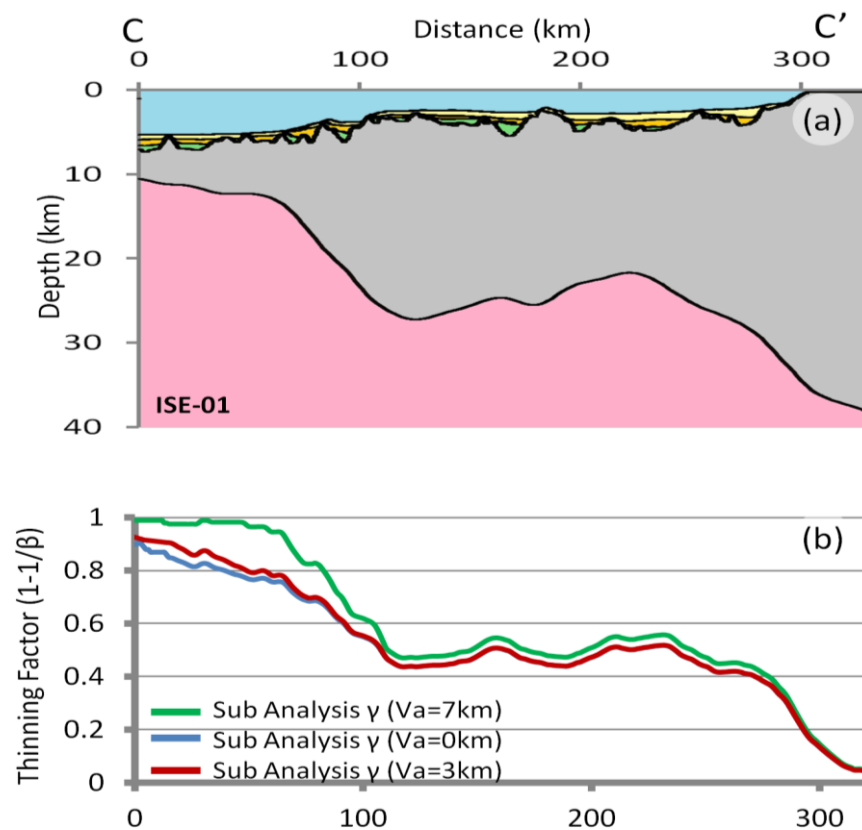 C Distance (km) C’
0 100 200 300
0
10
20
30
40
Depth (km)
(a)
ISE-01
1
0.8
0.6
0.4
0.2
0
Thinning Factor (1-1/β)
(b)
Sub Analysis γ (Va=7km)
Sub Analysis γ (Va=0km)
Sub Analysis γ (Va=3km)
0 100 200 300